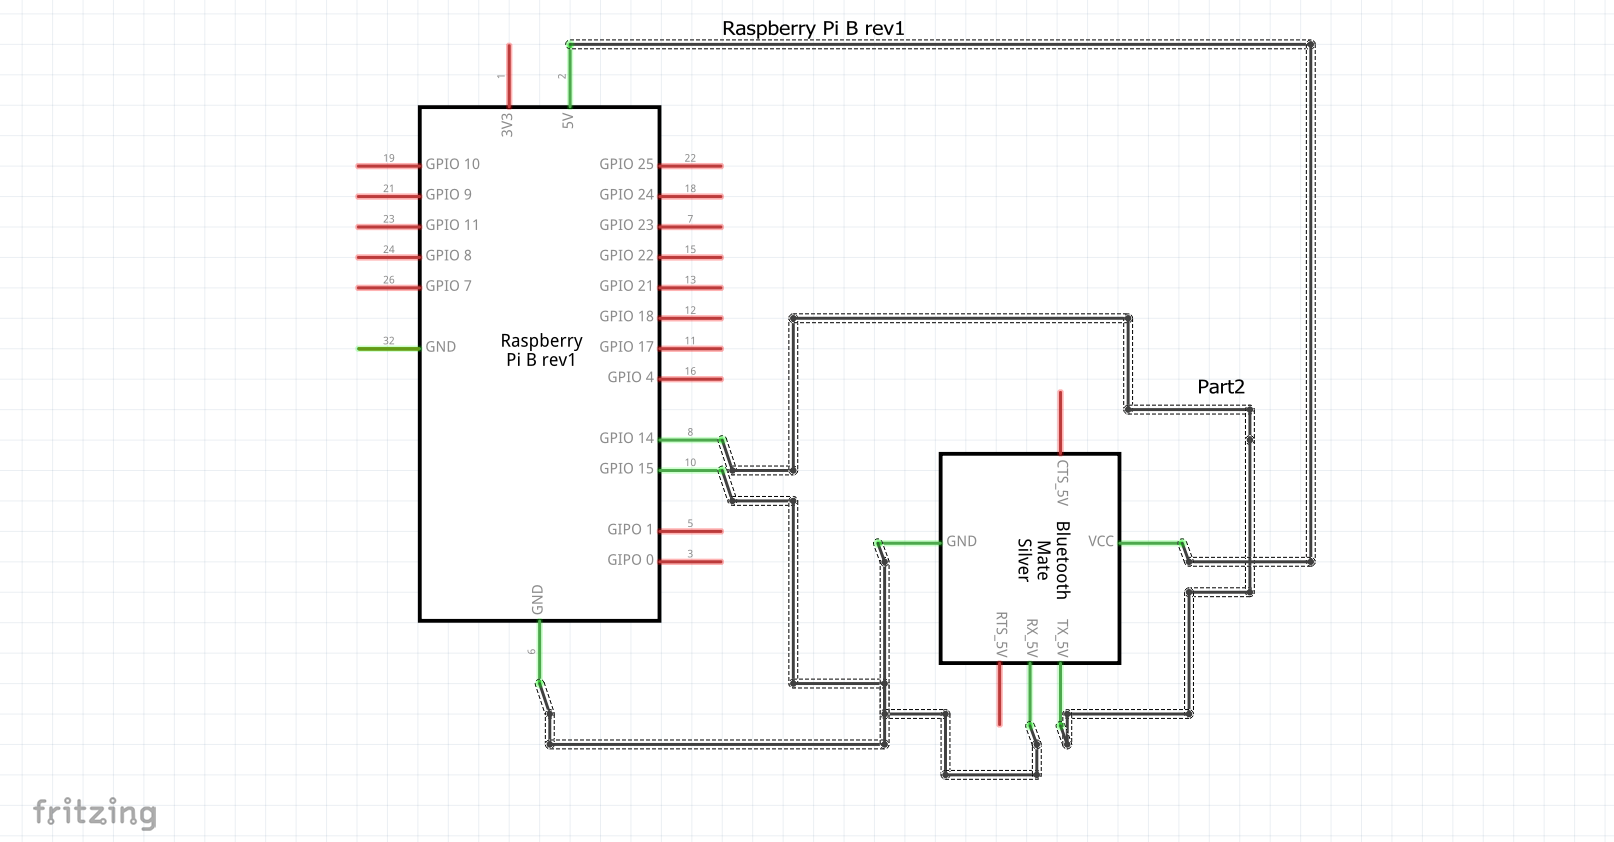 Raspberry Pi B rev1
1
2
3V3
5V
19
GPIO 10
GPIO 25
22
21
GPIO 9
GPIO 24
18
23
GPIO 11
GPIO 23
7
24
GPIO 8
GPIO 22
15
26
GPIO 7
GPIO 21
13
GPIO 18
12
32
GND
Raspberry
Pi B rev1
GPIO 17
11
GPIO 4
16
Part2
GPIO 14
8
GPIO 15
10
CTS_5V
GIPO 1
5
GIPO 0
3
GND
Bluetooth
Mate
Silver
VCC
GND
6
RTS_5V
RX_5V
TX_5V
fritzing